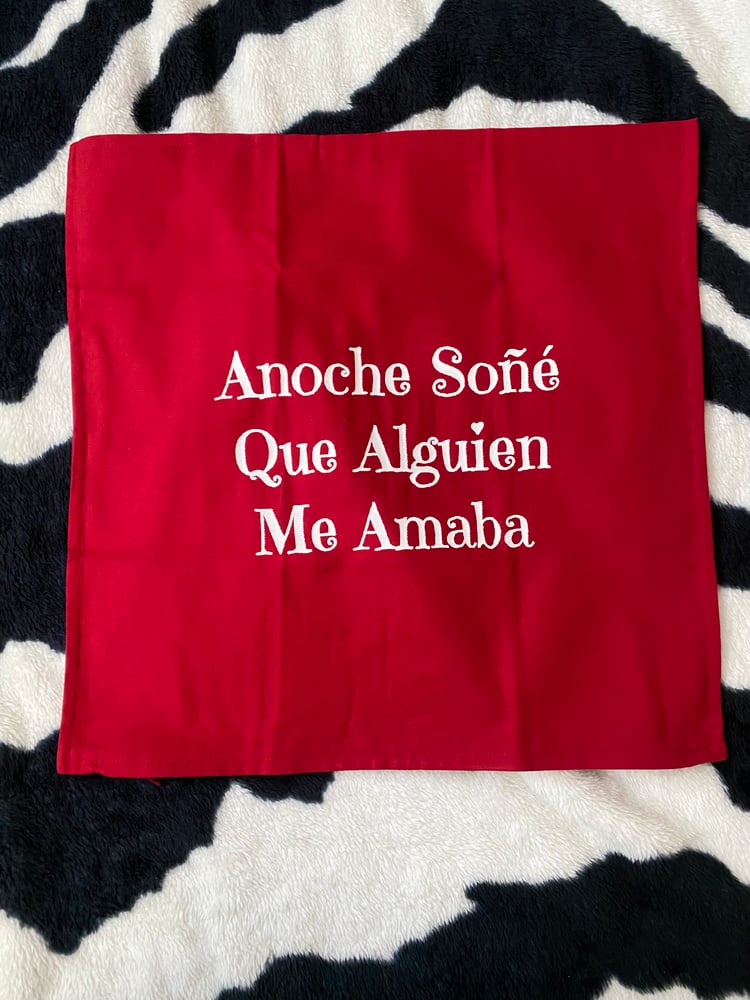 Anoche Soñé
Que Alguien
Me Amaba